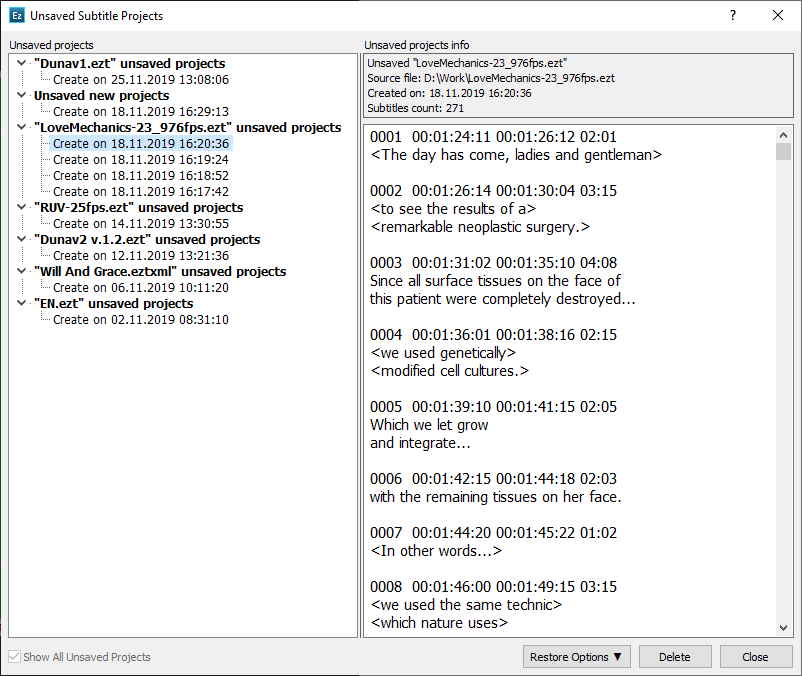 Ez Unsaved Subtitle Projects ?
Unsaved projects
"Dunav1.ezt" unsaved projects
Create on 25.11.2019 13:08:06
Unsaved new projects
Create on 18.11.2019 16:29:13
"LoveMechanics-23_976fps.ezt" unsaved projects
Create on 18.11.2019 16:20:36
Create on 18.11.2019 16:19:24
Create on 18.11.2019 16:18:52
Create on 18.11.2019 16:17:42
"RUV-25fps.ezt" unsaved projects
Create on 14.11.2019 13:30:55
"Dunav2 v.1.2.ezt" unsaved projects
Create on 12.11.2019 13:21:36
"Will And Grace.eztxml" unsaved projects
Create on 06.11.2019 10:11:20
"EN.ezt" unsaved projects
Create on 02.11.2019 08:31:10
Unsaved projects info
Unsaved "LoveMechanics-23_976fps.ezt"
Source file: D:\Work\LoveMechanics-23_976fps.ezt
Created on: 18.11.2019 16:20:36
Subtitles count: 271
0001 00:01:24:11 00:01:26:12 02:01
<The day has come, ladies and gentleman>
0002 00:01:26:14 00:01:30:04 03:15
<to see the results of a>
<remarkable neoplastic surgery.>
0003 00:01:31:02 00:01:35:10 04:08
Since all surface tissues on the face of
this patient were completely destroyed...
0004 00:01:36:01 00:01:38:16 02:15
<we used genetically>
<modified cell cultures.>
0005 00:01:39:10 00:01:41:15 02:05
Which we let grow
and integrate...
0006 00:01:42:15 00:01:44:18 02:03
with the remaining tissues on her face.
0007 00:01:44:20 00:01:45:22 01:02
<In other words...>
0008 00:01:46:00 00:01:49:15 03:15
<we used the same technic>
<which nature uses>
Show All Unsaved Projects
Restore Options ▼
Delete
Close